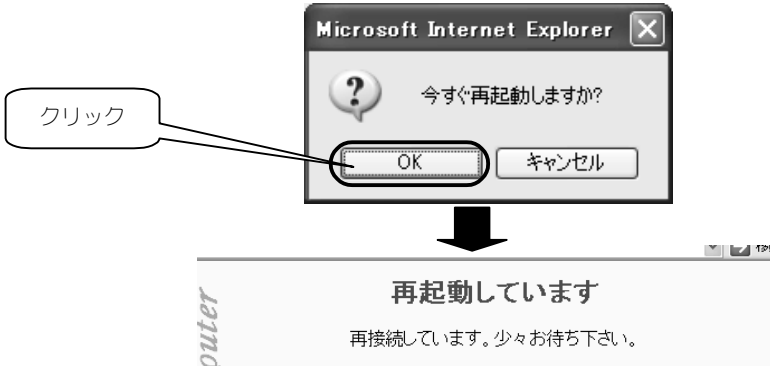 Microsoft Internet Explorer
今すぐ再起動しますか?
クリック
OK
キャンセル
再起動しています
再接続しています。少々お待ち下さい。
outer